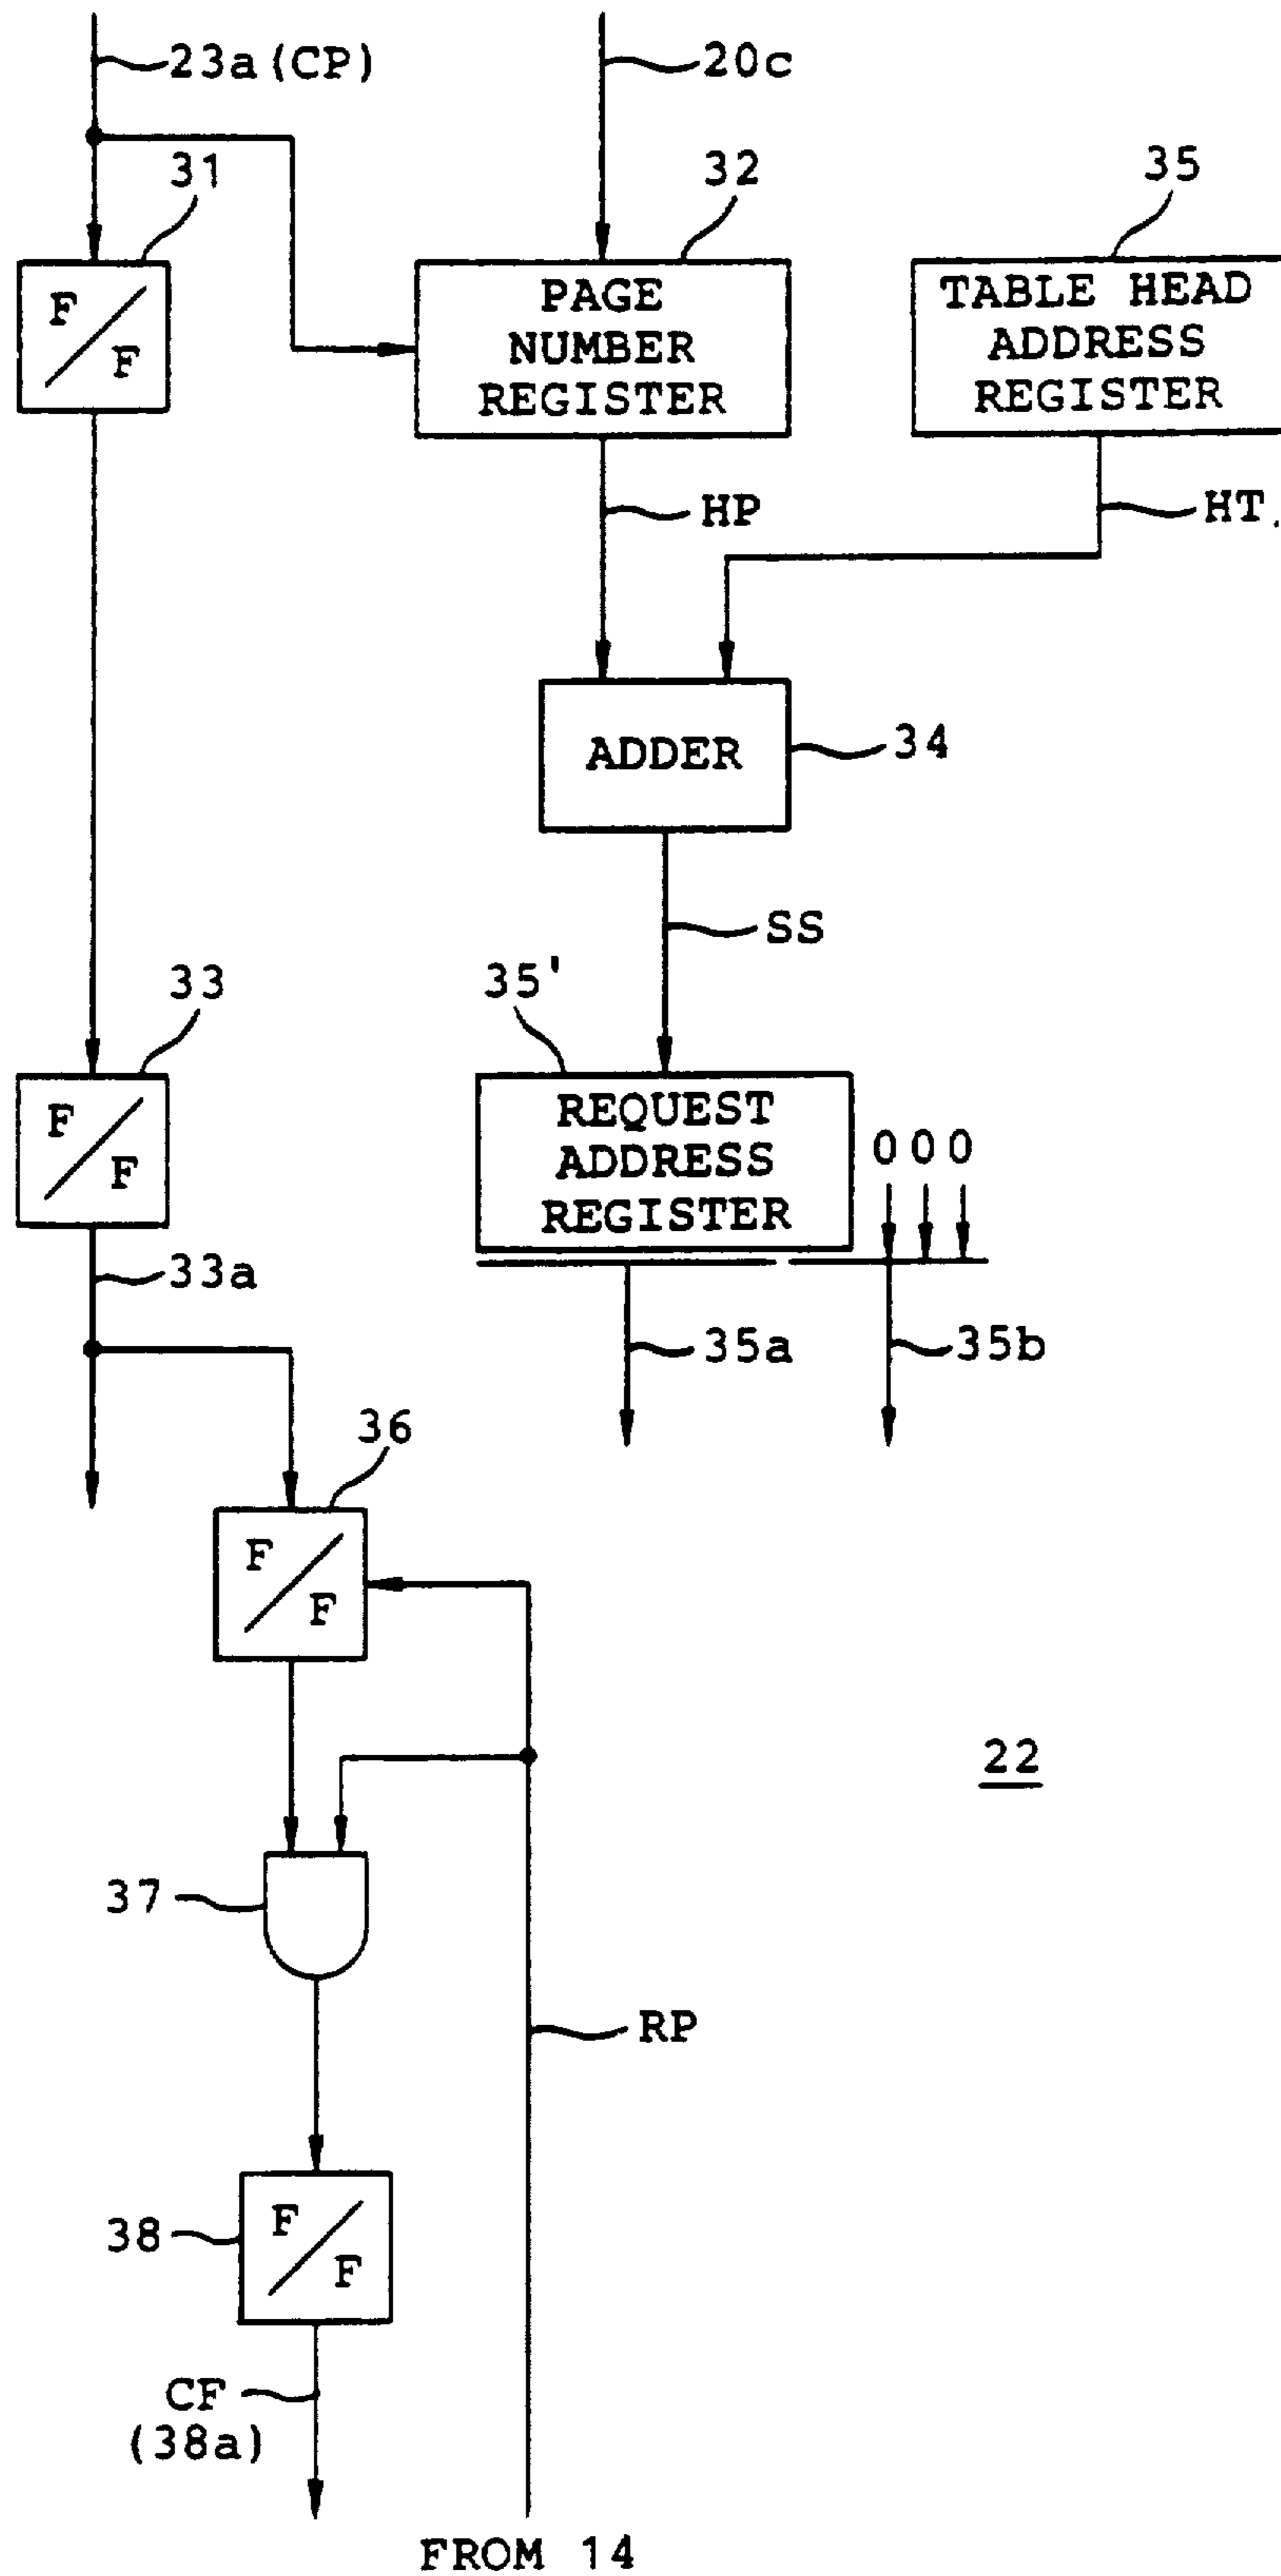 23a(CP)
20c
31
32
35
F
F
PAGE
NUMBER
REGISTER
TABLE HEAD
ADDRESS
REGISTER
HP
HT.
ADDER
34
SS
33
35'
F
F
REQUEST
ADDRESS
REGISTER
000
33a
35a
35b
36
F
F
22
37
RP
38
F
F
CF
(38a)
FROM 14